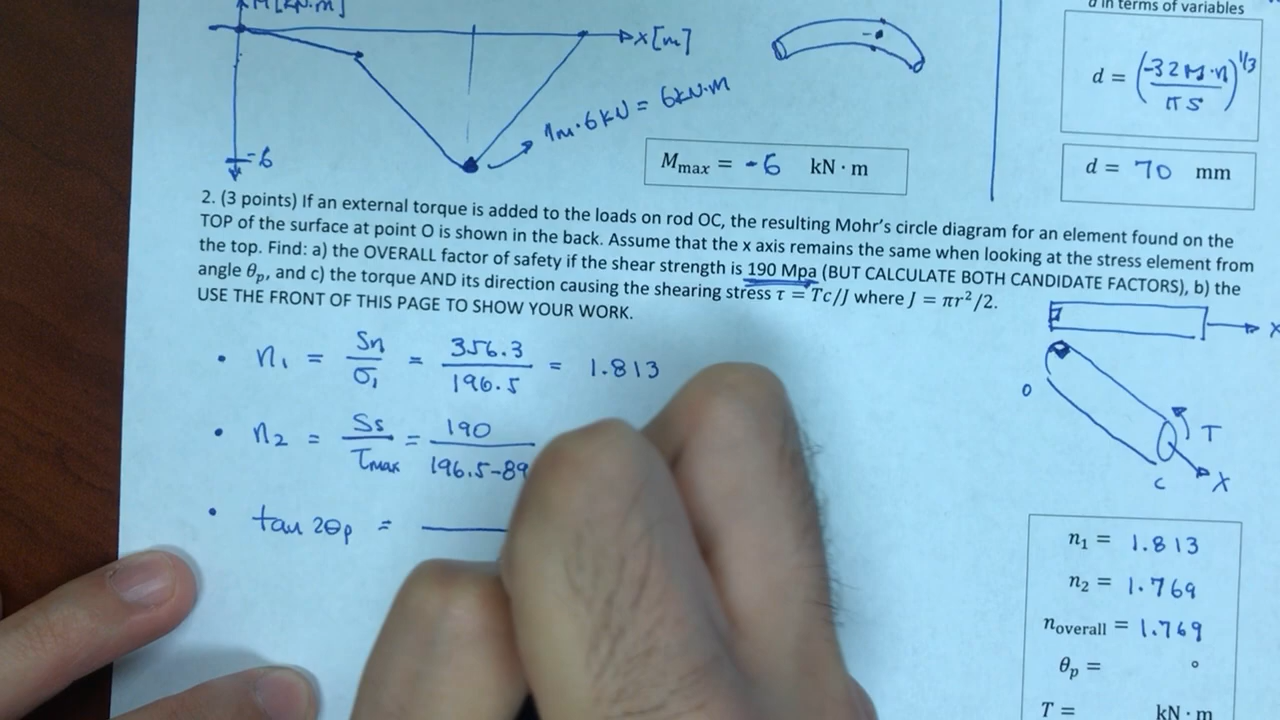 M [kN·m]
X [m]
-6
1m·6kN = 6kN·M
M_max = -6 kN · m
in terms of variables
d = (-32 M·n / π S)^1/3
d = 70 mm
2. (3 points) If an external torque is added to the loads on rod OC, the resulting Mohr's circle diagram for an element found on the
TOP of the surface at point O is shown in the back. Assume that the x axis remains the same when looking at the stress element from
the top. Find: a) the OVERALL factor of safety if the shear strength is 190 Mpa (BUT CALCULATE BOTH CANDIDATE FACTORS), b) the
angle θp, and c) the torque AND its direction causing the shearing stress τ = Tc/J where J = πr²/2.
USE THE FRONT OF THIS PAGE TO SHOW YOUR WORK.
• n₁ = Sn / σ₁ = 356.3 / 196.5 = 1.813
• n₂ = Ss / τmax = 190 / 196.5-89
• tan 2θp =
X
O
T
C
X
n₁ = 1.813
n₂ = 1.769
n_overall = 1.769
θp = °
T = kN · m